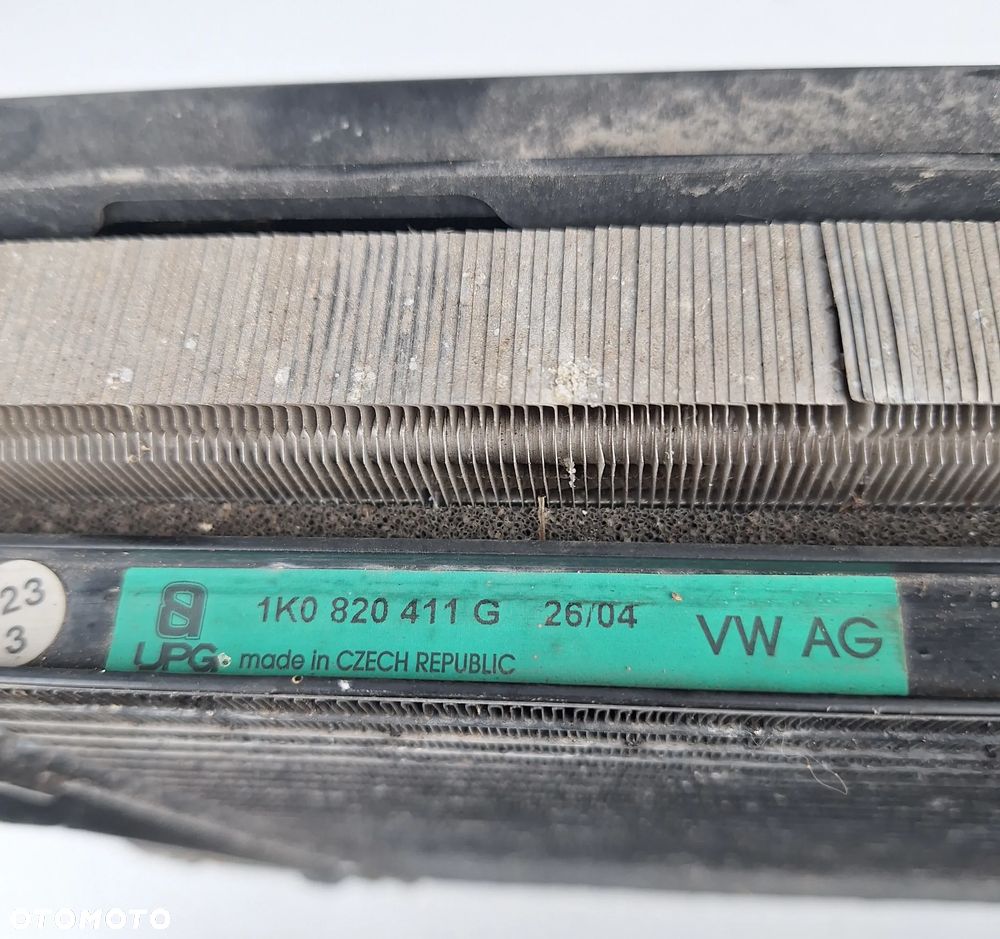 23
3
1K0 820 411 G 26/04
UPG made in CZECH REPUBLIC
VW AG
OTOMOTO